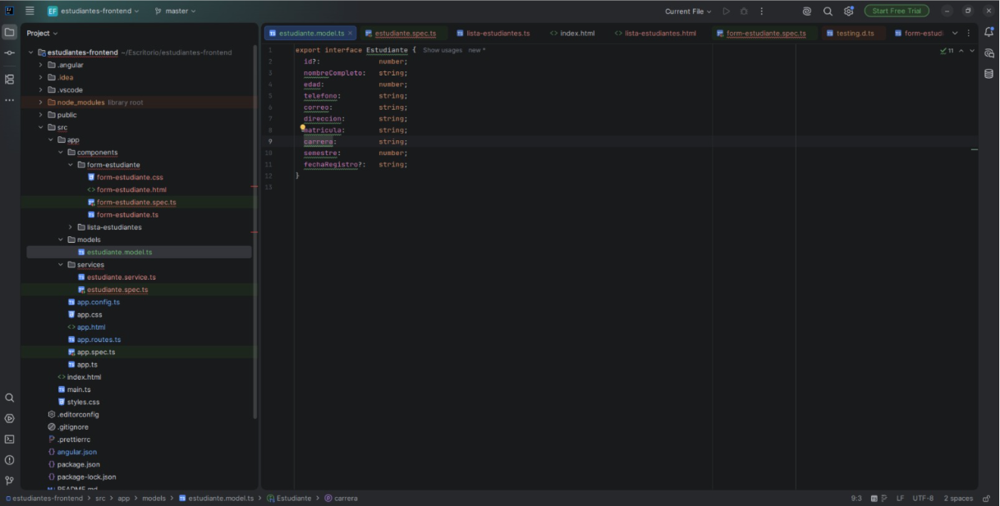 EF estudiantes-frontend master Current File Start Free Trial
Project
estudiante.model.ts estudiante.spec.ts lista-estudiantes.ts index.html lista-estudiantes.html form-estudiante.spec.ts testing.d.ts form-estud
estudiantes-frontend ~/Escritorio/estudiantes-frontend
.angular
.idea
.vscode
node_modules library root
public
src
app
components
form-estudiante
form-estudiante.css
form-estudiante.html
form-estudiante.spec.ts
form-estudiante.ts
lista-estudiantes
models
estudiante.model.ts
services
estudiante.service.ts
estudiante.spec.ts
app.config.ts
app.css
app.html
app.routes.ts
app.spec.ts
app.ts
index.html
main.ts
styles.css
.editorconfig
.gitignore
.prettierrc
angular.json
package.json
package-lock.json
README.md
1 export interface Estudiante { Show usages new *
2 id?: number;
3 nombreCompleto: string;
4 edad: number;
5 telefono: string;
6 correo: string;
7 direccion: string;
8 matricula: string;
9 carrera: string;
10 semestre: number;
11 fechaRegistro?: string;
12 }
13
11
estudiantes-frontend > src > app > models > estudiante.model.ts > Estudiante > carrera 9:3 LF UTF-8 2 spaces